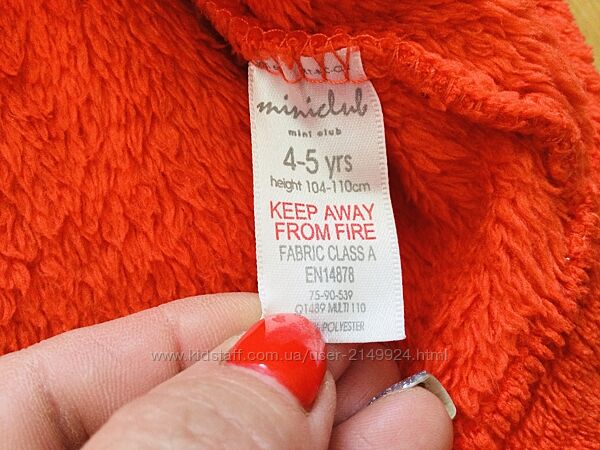 miniclub
mini club
4-5 yrs
height 104-110cm
KEEP AWAY
FROM FIRE
FABRIC CLASS A
EN14878
75-90-539
Q1489 MULTI 110
POLYESTER
www.kidstaff.com.ua/user-2149924.html